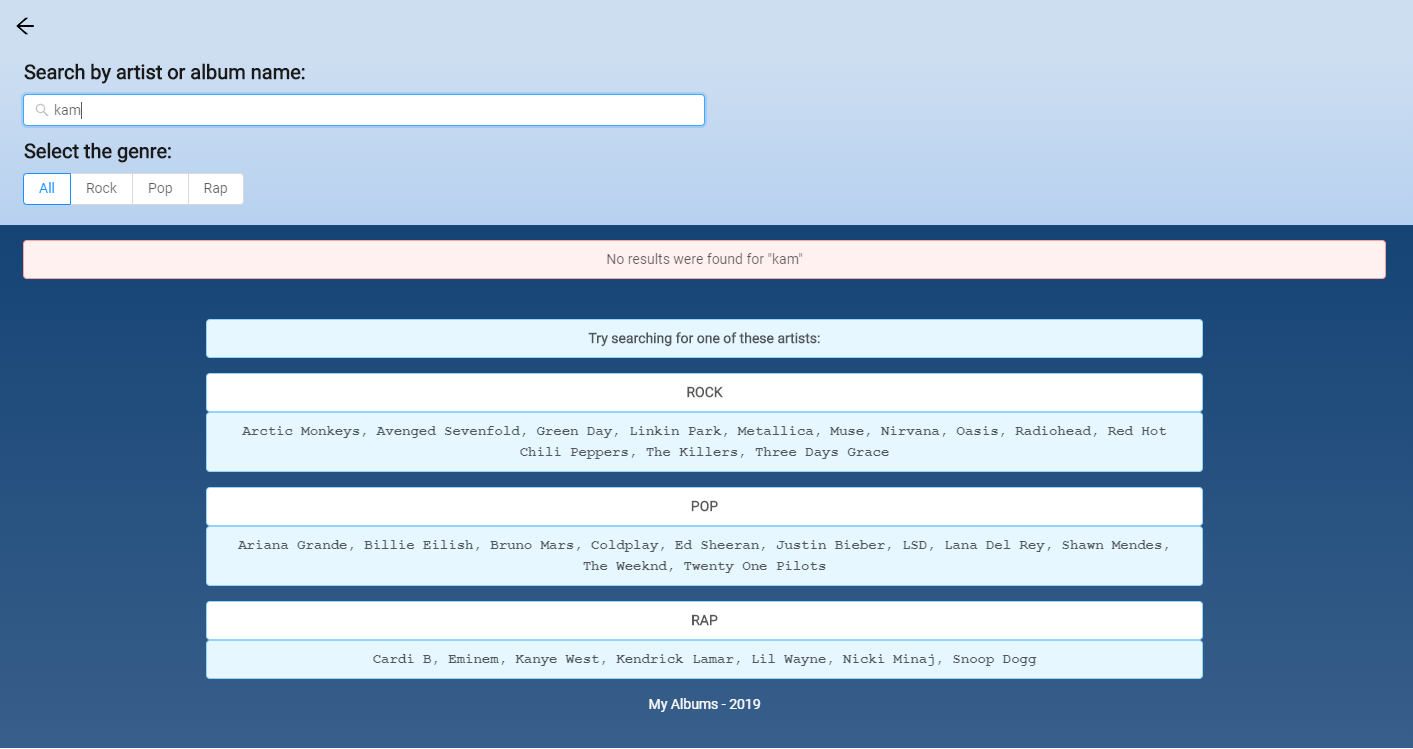 Search by artist or album name:
kam
Select the genre:
All Rock Pop Rap
No results were found for "kam"
Try searching for one of these artists:
ROCK
Arctic Monkeys, Avenged Sevenfold, Green Day, Linkin Park, Metallica, Muse, Nirvana, Oasis, Radiohead, Red Hot
Chili Peppers, The Killers, Three Days Grace
POP
Ariana Grande, Billie Eilish, Bruno Mars, Coldplay, Ed Sheeran, Justin Bieber, LSD, Lana Del Rey, Shawn Mendes,
The Weeknd, Twenty One Pilots
RAP
Cardi B, Eminem, Kanye West, Kendrick Lamar, Lil Wayne, Nicki Minaj, Snoop Dogg
My Albums - 2019